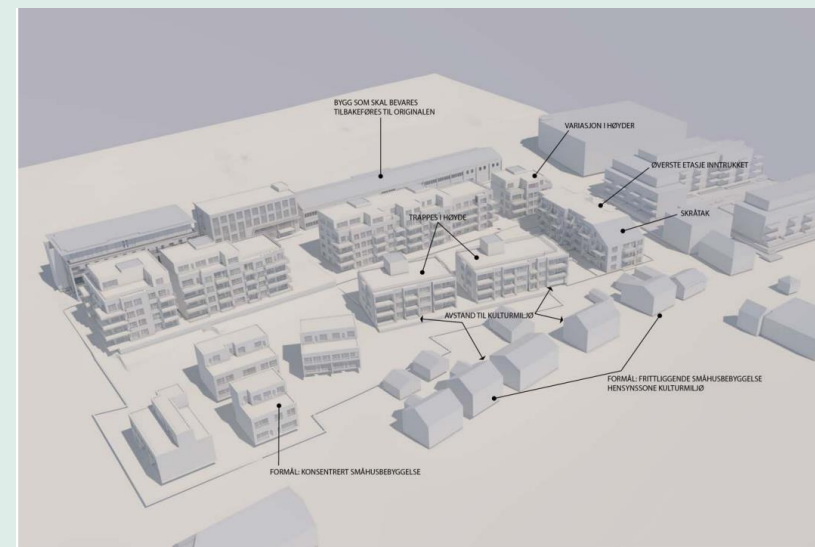 BYGG SOM SKAL BEVARES
TILBAKEFØRES TIL ORIGINALEN
VARIASJON I HØYDER
ØVERSTE ETASJE INNTRUKKET
SKRÅTAK
TRAPPES I HØYDE
AVSTAND TIL KULTURMILJØ
FORMÅL: FRITTLIGGENDE SMÅHUSBEBYGGELSE
HENSYNSSONE KULTURMILJØ
FORMÅL: KONSENTRERT SMÅHUSBEBYGGELSE